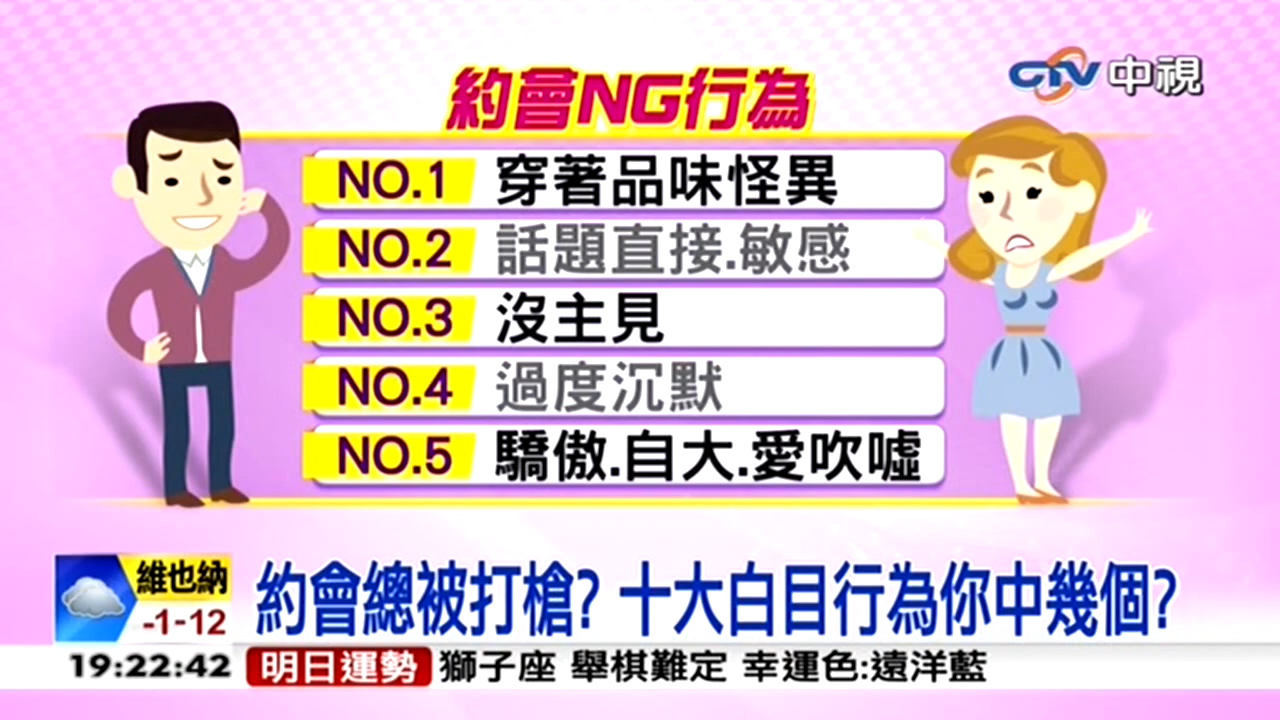 CTV中視
約會NG行為
NO.1 穿著品味怪異
NO.2 話題直接.敏感
NO.3 沒主見
NO.4 過度沉默
NO.5 驕傲.自大.愛吹噓
維也納
-1-12
約會總被打槍? 十大白目行為你中幾個?
19:22:42 明日運勢 獅子座 舉棋難定 幸運色:遠洋藍